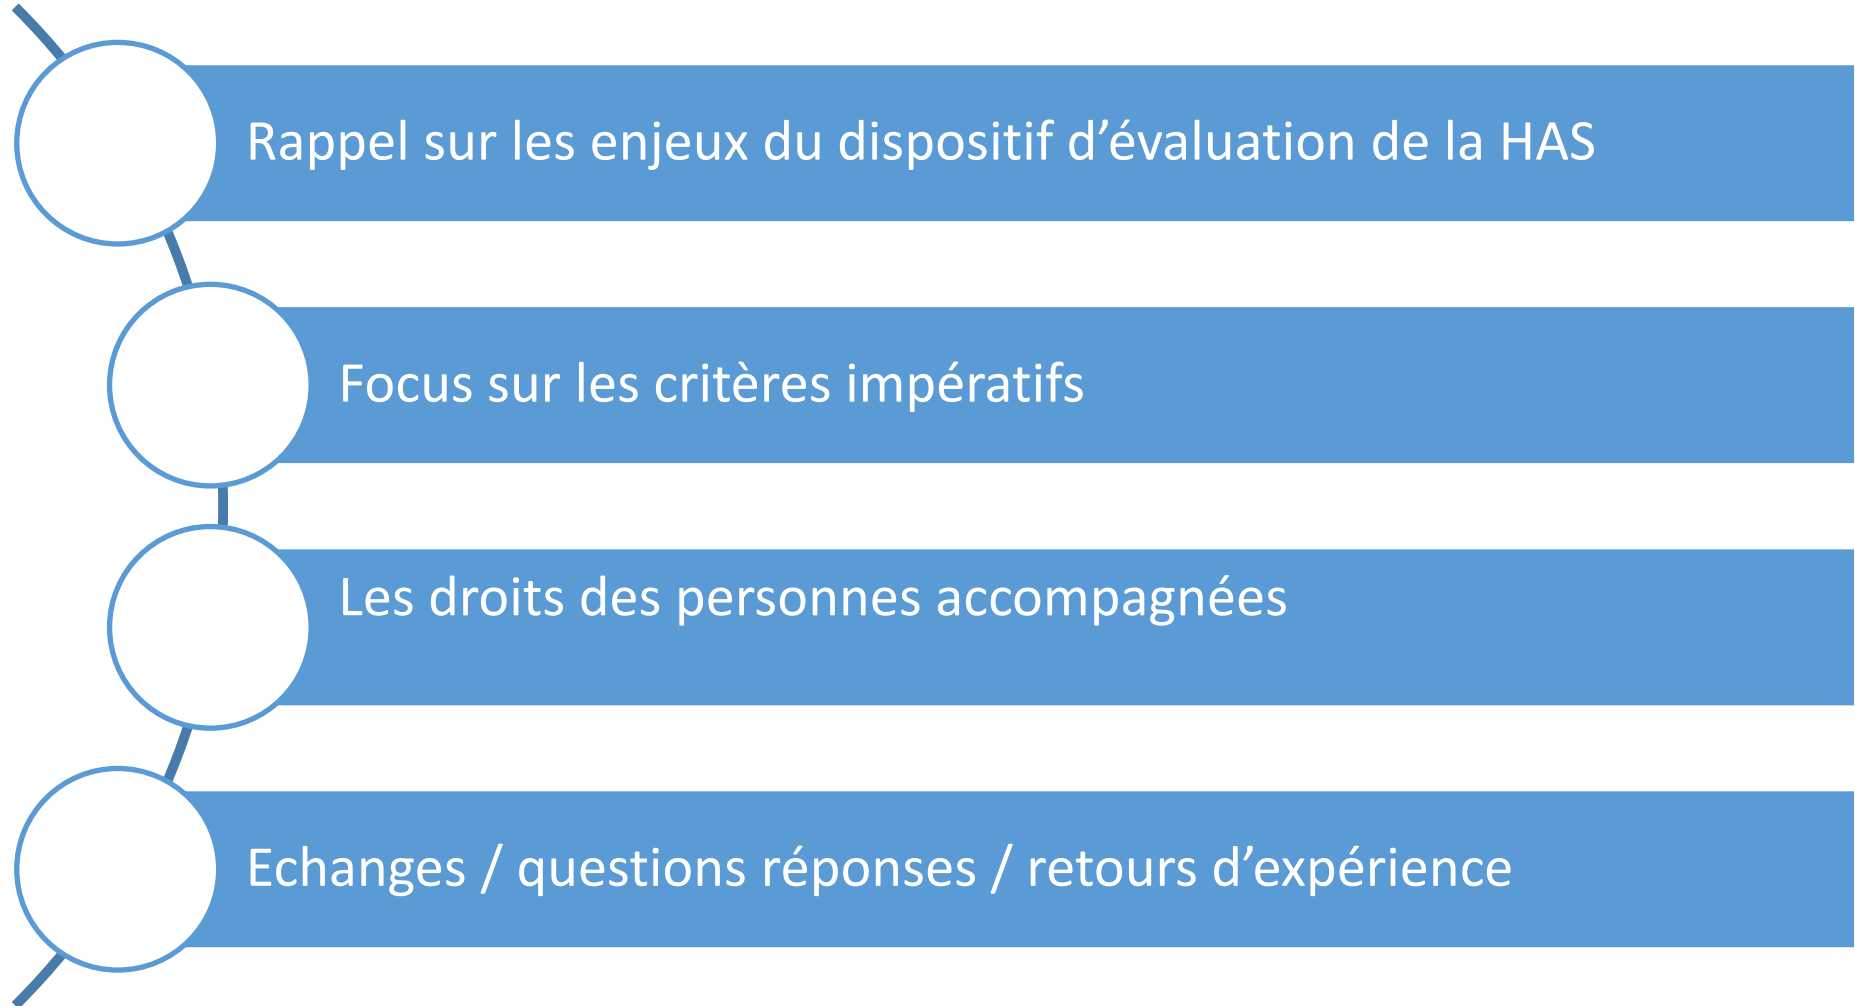 Rappel sur les enjeux du dispositif d’évaluation de la HAS
Focus sur les critères impératifs
Les droits des personnes accompagnées
Echanges / questions réponses / retours d’expérience